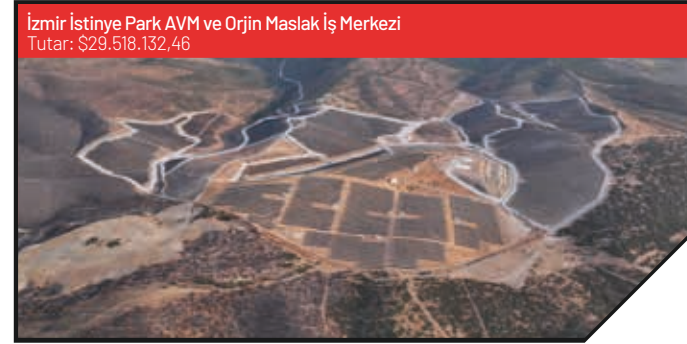 İzmir İstinye Park AVM ve Orjin Maslak İş Merkezi
Tutar: $29.518.132,46